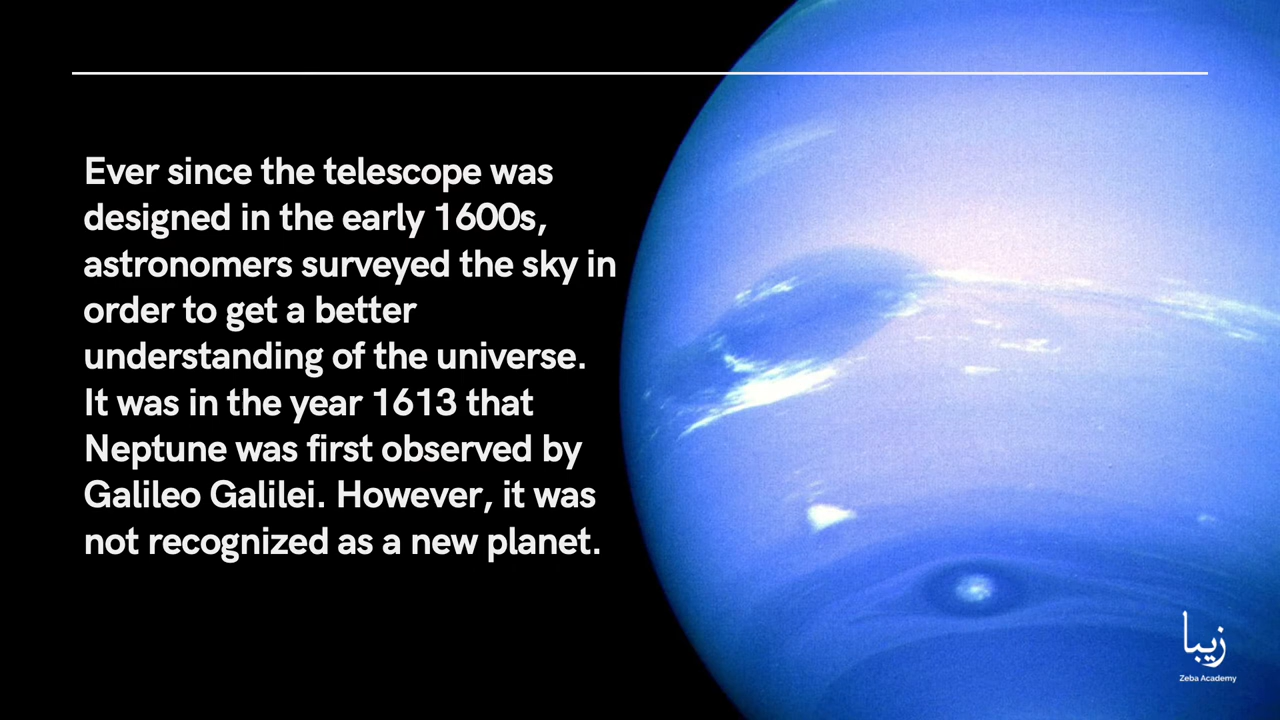 Ever since the telescope was
designed in the early 1600s,
astronomers surveyed the sky in
order to get a better
understanding of the universe.
It was in the year 1613 that
Neptune was first observed by
Galileo Galilei. However, it was
not recognized as a new planet.
زيبا
Zeba Academy